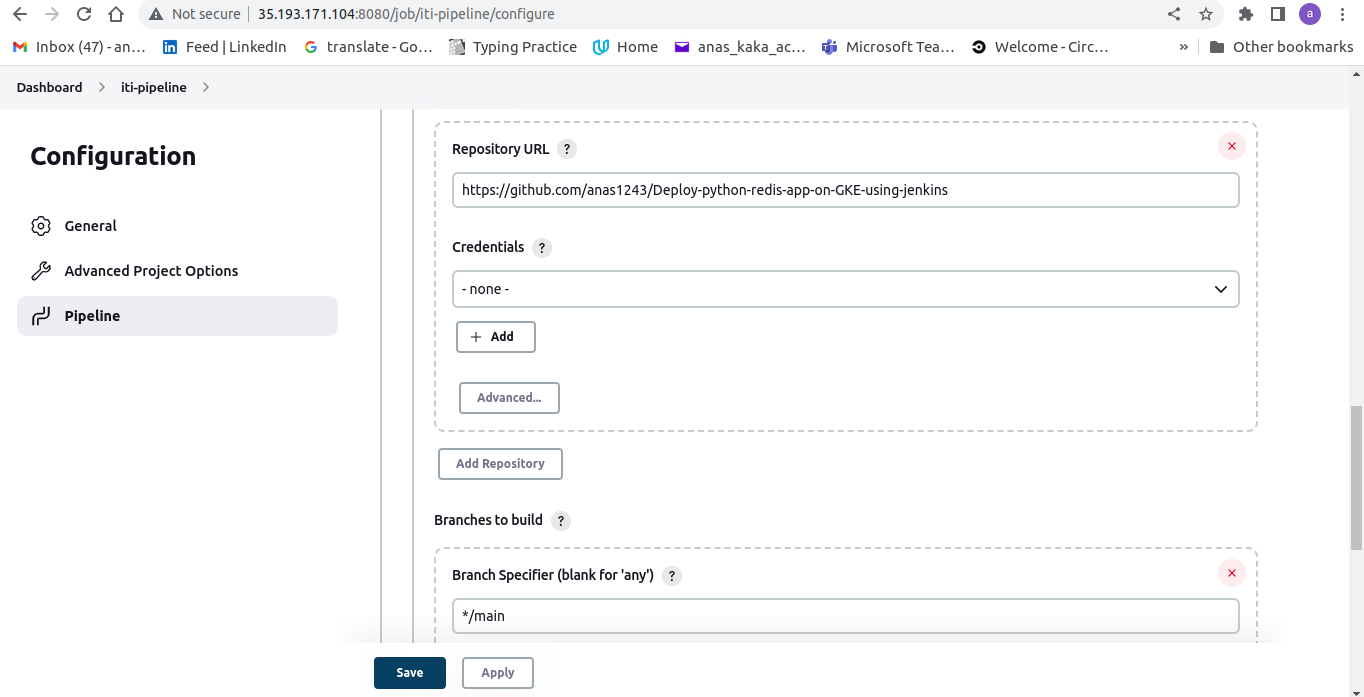 Not secure | 35.193.171.104:8080/job/iti-pipeline/configure a
Inbox (47) - an... Feed | LinkedIn translate - Go... Typing Practice Home anas_kaka_ac... Microsoft Tea... Welcome - Circ... » Other bookmarks
Dashboard > iti-pipeline >
Configuration
General
Advanced Project Options
Pipeline
Repository URL ?
https://github.com/anas1243/Deploy-python-redis-app-on-GKE-using-jenkins
Credentials ?
- none -
+ Add
Advanced...
Add Repository
Branches to build ?
Branch Specifier (blank for 'any') ?
*/main
Save Apply